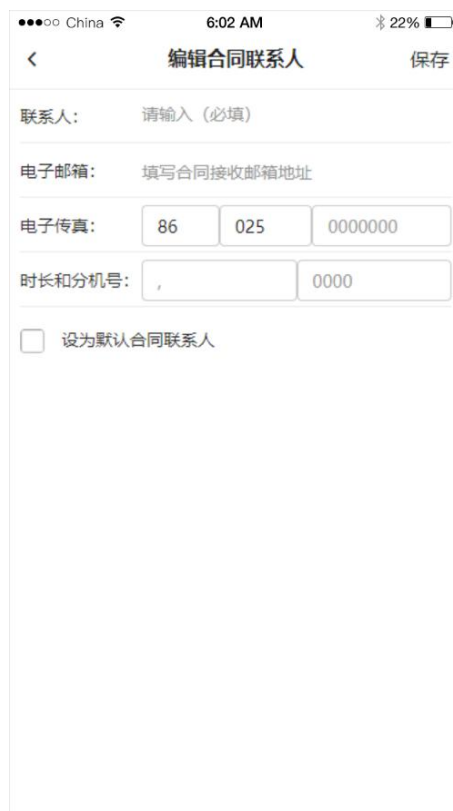 China 6:02 AM 22%
编辑合同联系人 保存
联系人： 请输入（必填）
电子邮箱： 填写合同接收邮箱地址
电子传真： 86 025 0000000
时长和分机号： , 0000
设为默认合同联系人